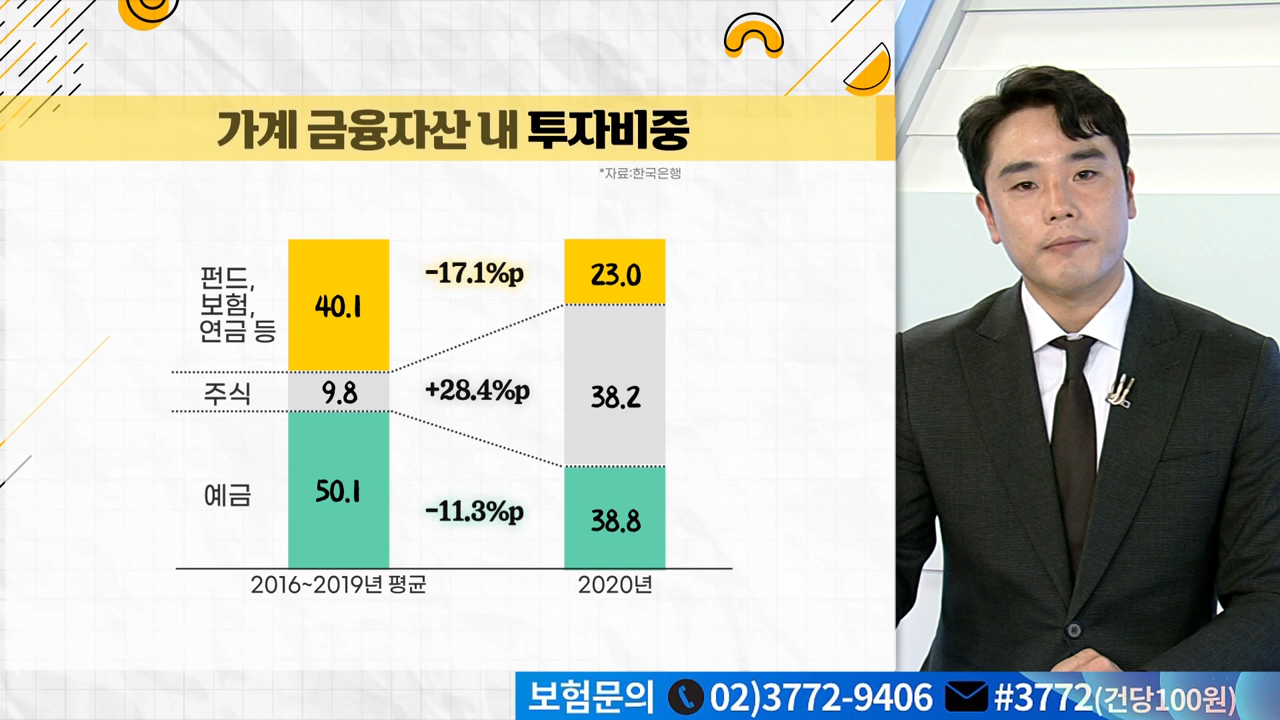 가계 금융자산 내 투자비중
*자료:한국은행
펀드,
보험,
연금 등
40.1
-17.1%p
23.0
주식
9.8
+28.4%p
38.2
예금
50.1
-11.3%p
38.8
2016~2019년 평균
2020년
보험문의 02)3772-9406 #3772(건당100원)